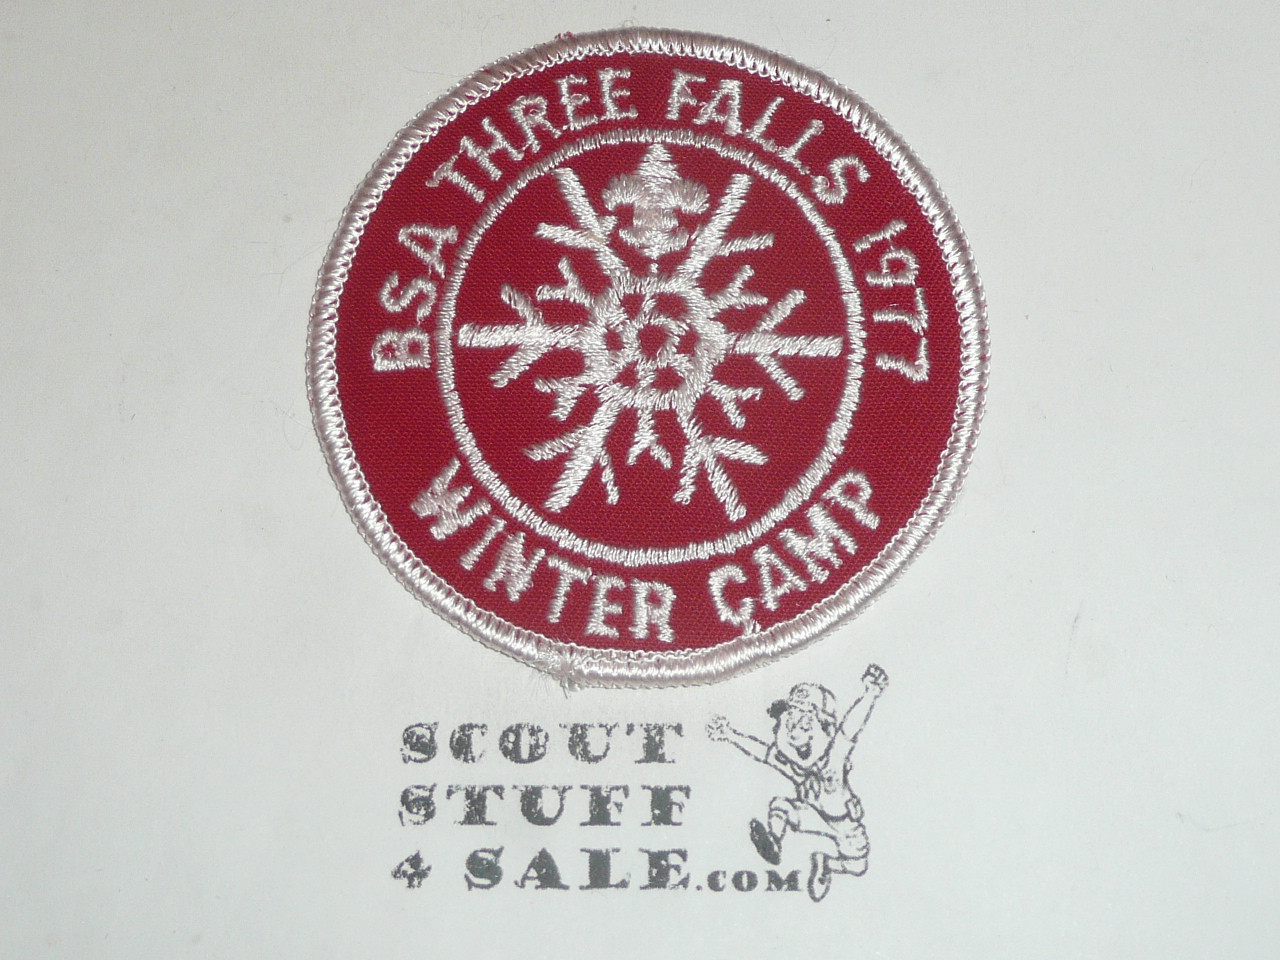 BSA THREE FALLS 1977
WINTER CAMP
SCOUT
STUFF
4 SALE.COM